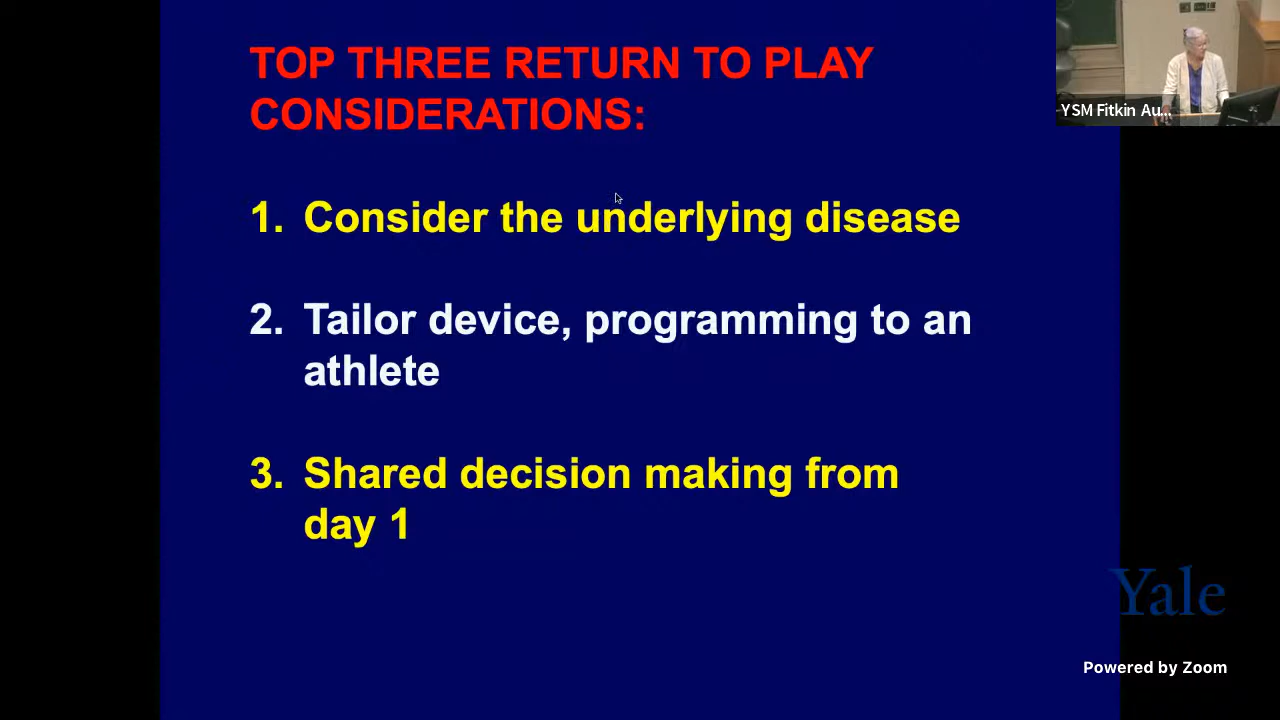 TOP THREE RETURN TO PLAY
CONSIDERATIONS:
1. Consider the underlying disease
2. Tailor device, programming to an
athlete
3. Shared decision making from
day 1
YSM Fitkin Au...
Yale
Powered by Zoom